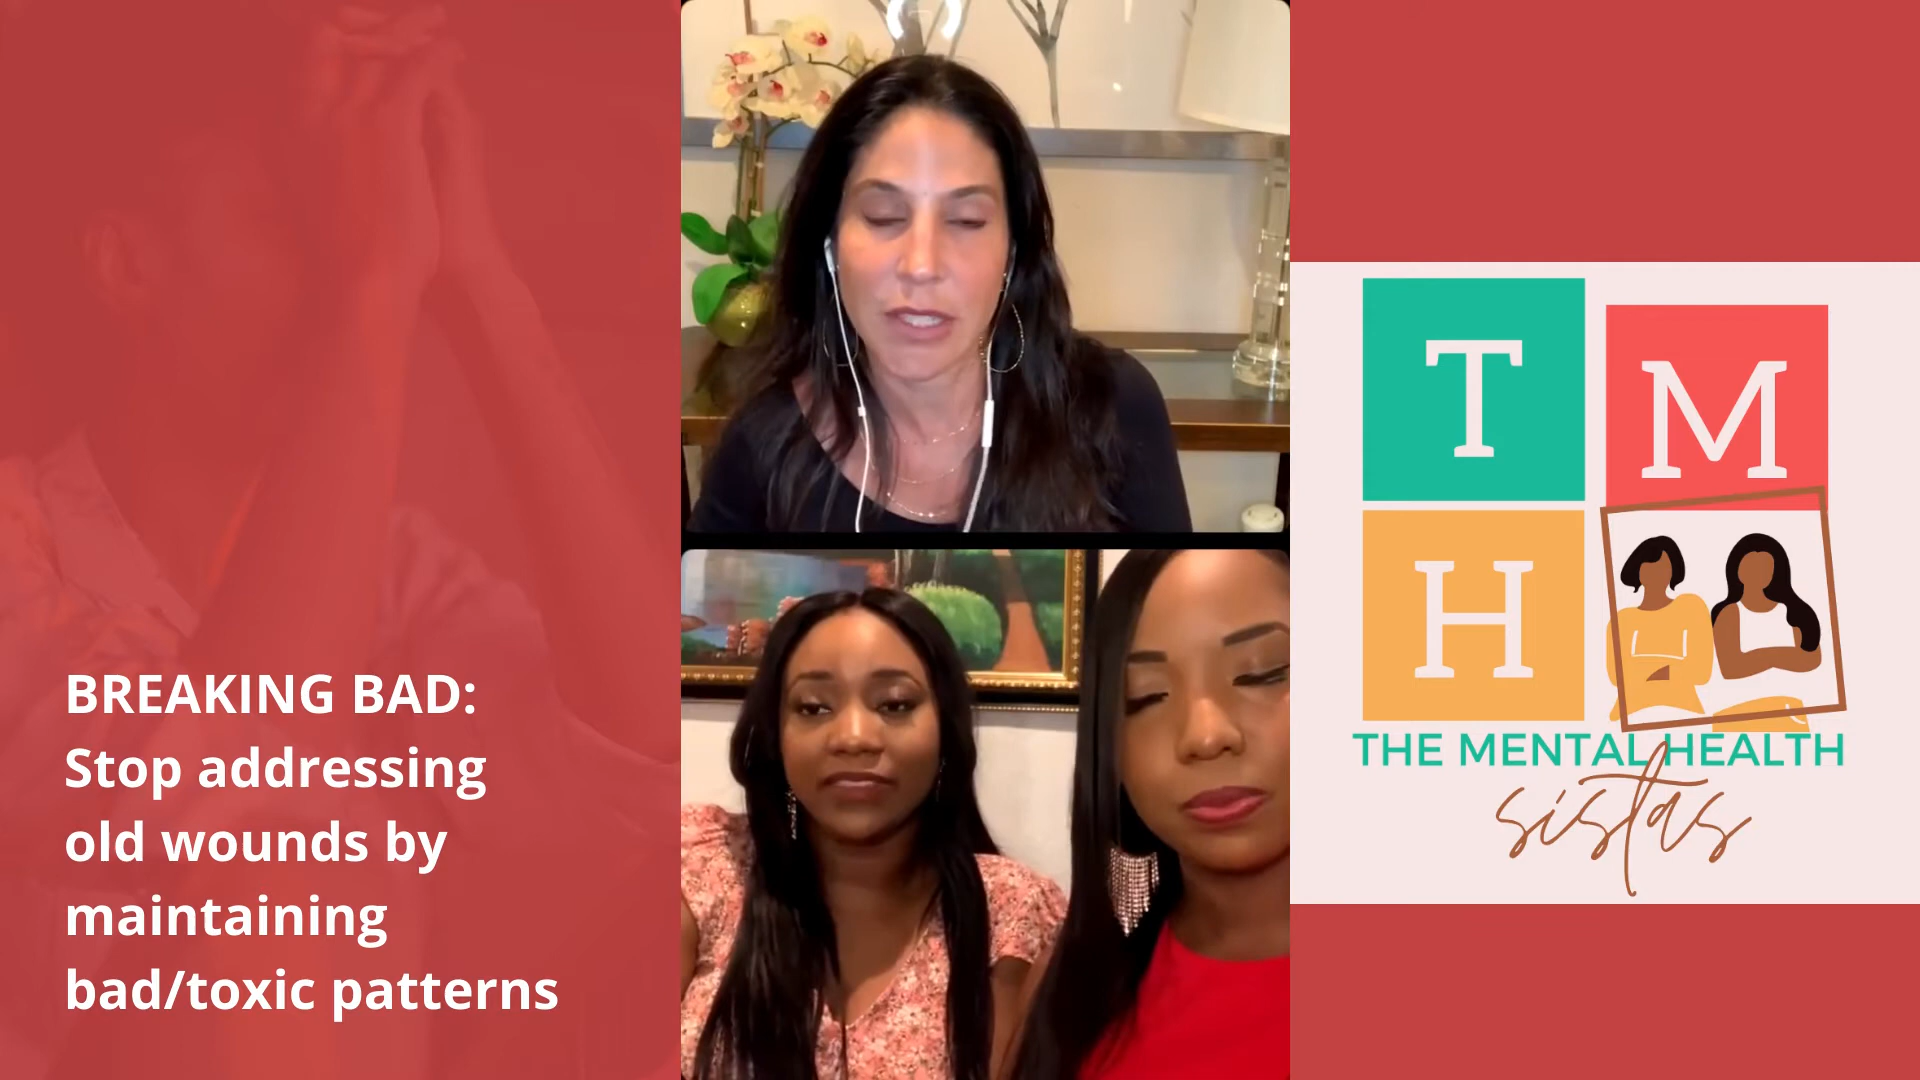 BREAKING BAD:
Stop addressing
old wounds by
maintaining
bad/toxic patterns
T
M
H
THE MENTAL HEALTH
sistas